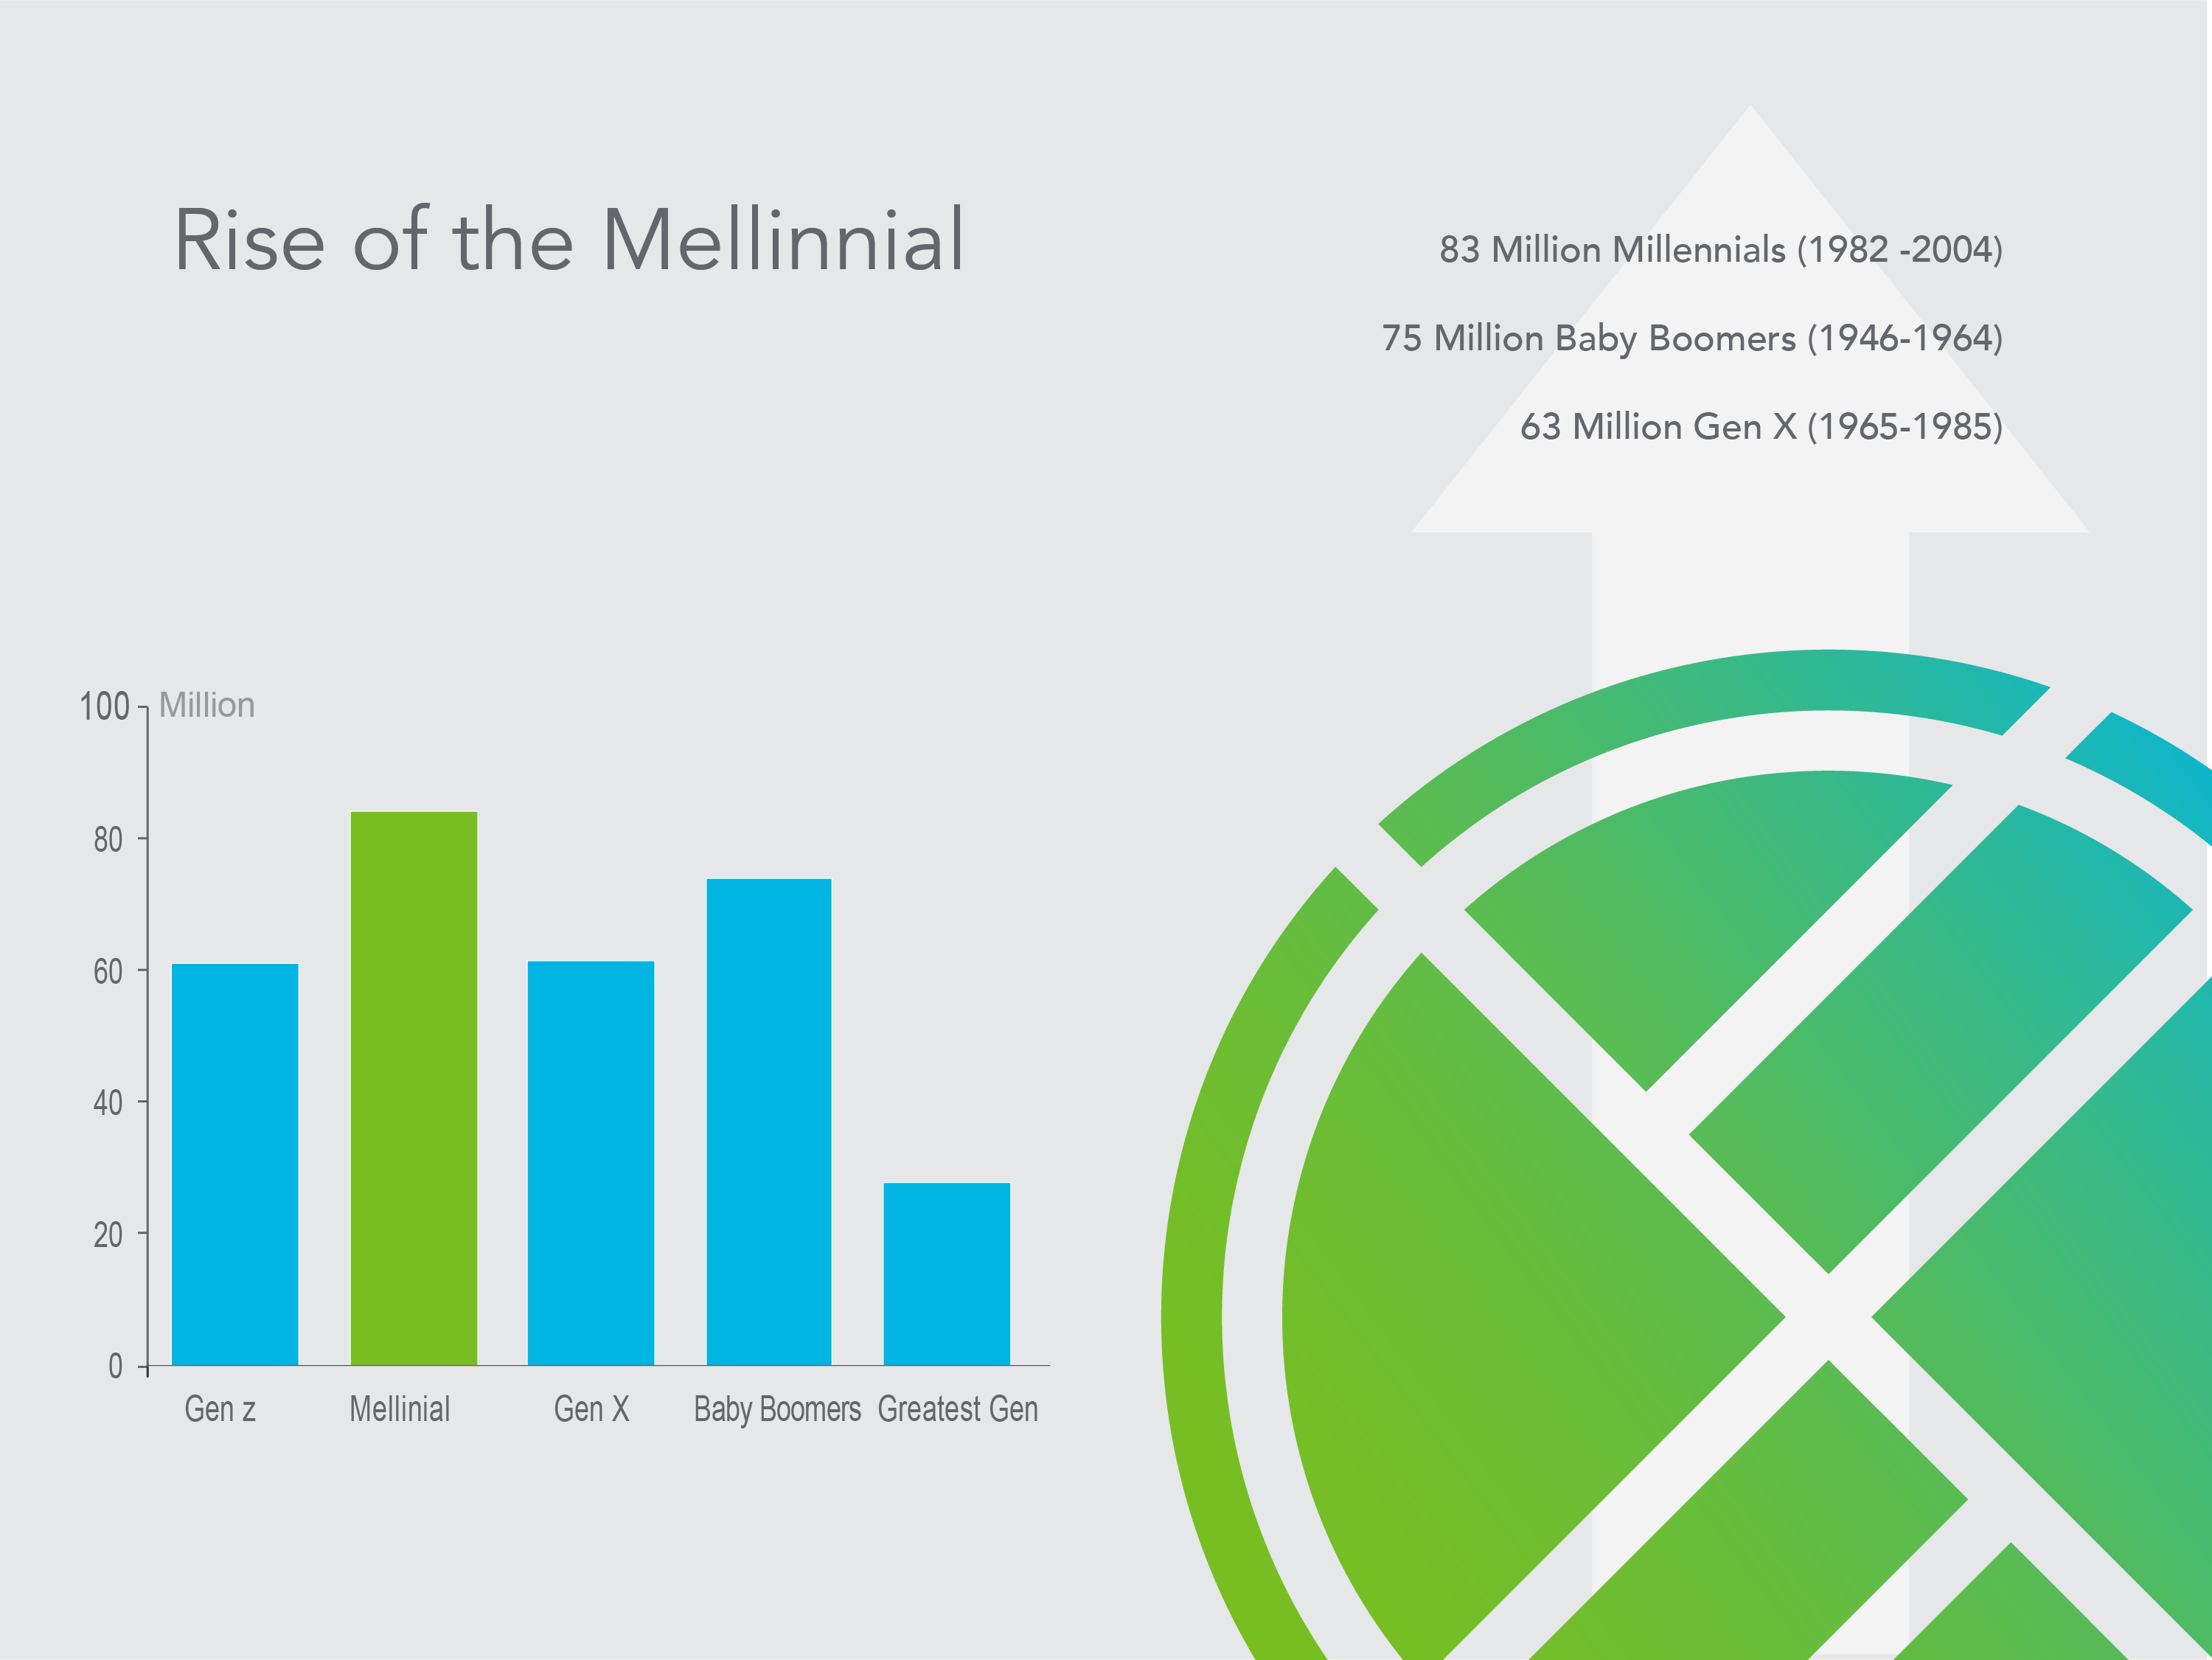 Rise of the Mellinnial
83 Million Millennials (1982 -2004)
75 Million Baby Boomers (1946-1964)
63 Million Gen X (1965-1985)
100 Million
80
60
40
20
0
Gen z Mellinial Gen X Baby Boomers Greatest Gen